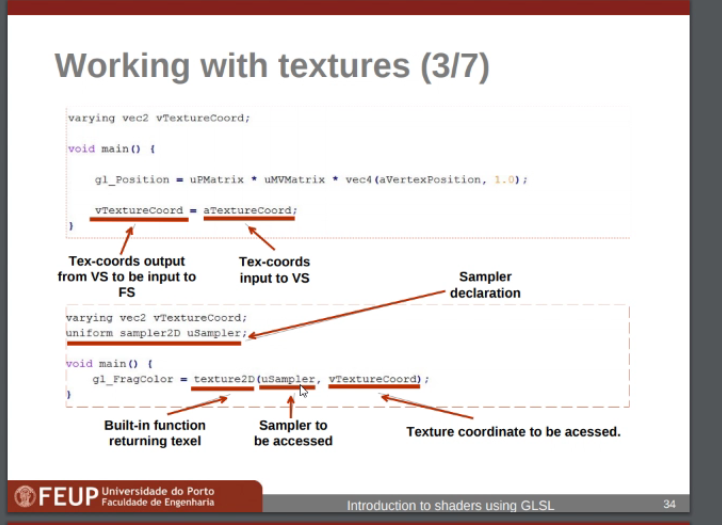 Working with textures (3/7)
varying vec2 vTextureCoord;
void main() {
gl_Position = uPMatrix * uMVMatrix * vec4(aVertexPosition, 1.0);
vTextureCoord = aTextureCoord;
}
Tex-coords output
from VS to be input to
FS
Tex-coords
input to VS
Sampler
declaration
varying vec2 vTextureCoord;
uniform sampler2D uSampler;
void main() {
gl_FragColor = texture2D(uSampler, vTextureCoord);
}
Built-in function
returning texel
Sampler to
be accessed
Texture coordinate to be acessed.
FEUP Universidade do Porto
Faculdade de Engenharia
Introduction to shaders using GLSL
34